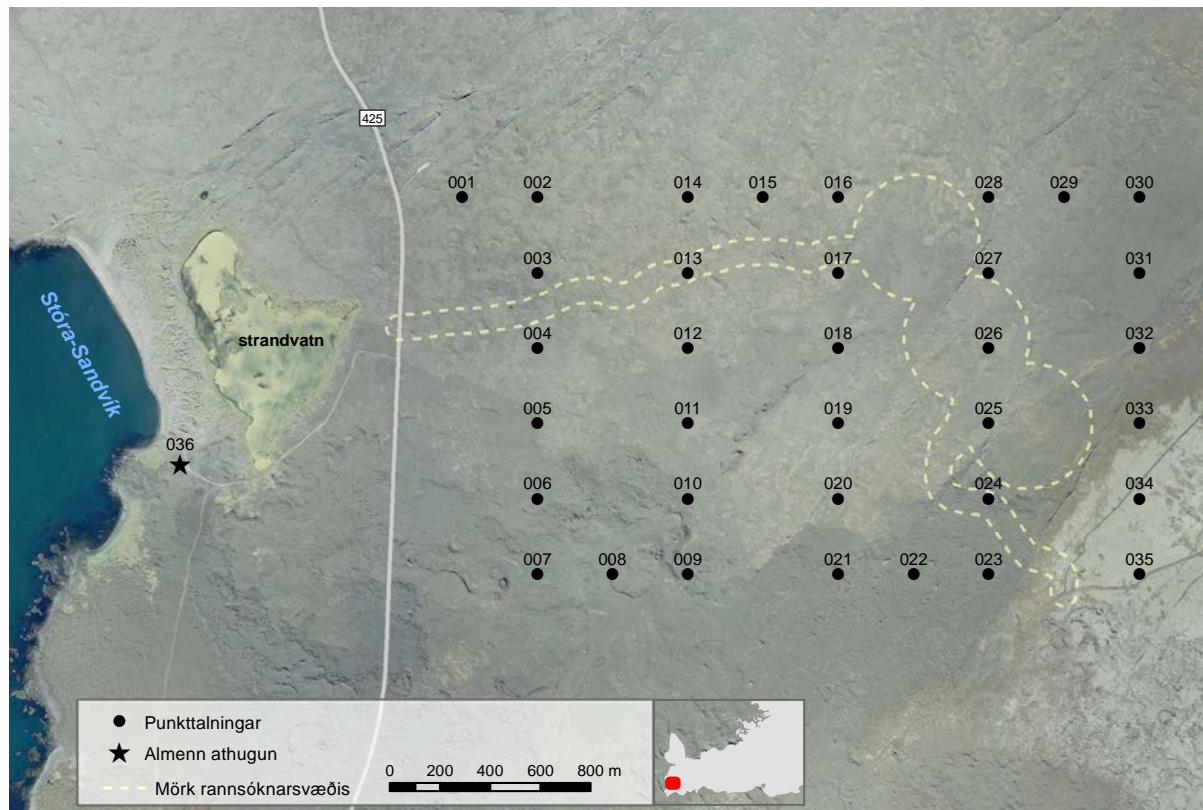 425
001 002 014 015 016 028 029 030
003 013 017 027 031
Stóra-Sandvík
strandvatn
004 012 018 026 032
005 011 019 025 033
036
006 010 020 024 034
007 008 009 021 022 023 035
Punkttalningar
Almenn athugun
Mörk rannsóknarsvæðis
0 200 400 600 800 m